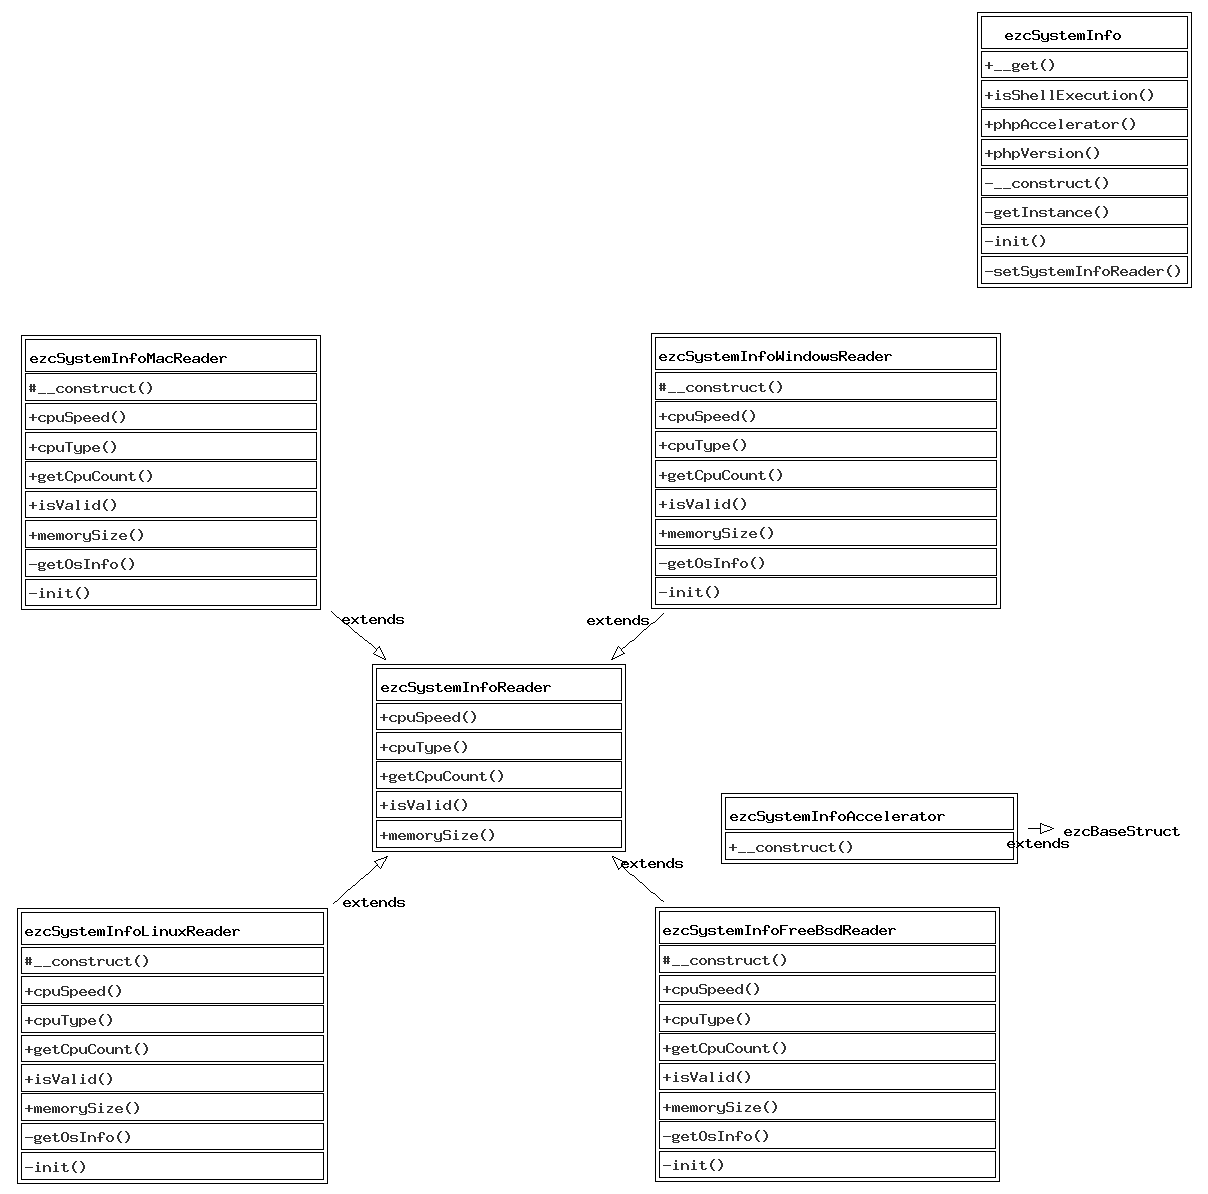 ezcSystemInfo
+__get()
+isShellExecution()
+phpAccelerator()
+phpVersion()
-__construct()
-getInstance()
-init()
-setSystemInfoReader()
ezcSystemInfoMacReader
#__construct()
+cpuSpeed()
+cpuType()
+getCpuCount()
+isValid()
+memorySize()
-getOsInfo()
-init()
ezcSystemInfoWindowsReader
#__construct()
+cpuSpeed()
+cpuType()
+getCpuCount()
+isValid()
+memorySize()
-getOsInfo()
-init()
extends
extends
ezcSystemInfoReader
+cpuSpeed()
+cpuType()
+getCpuCount()
+isValid()
+memorySize()
ezcSystemInfoAccelerator
+__construct()
extends
ezcBaseStruct
extends
extends
ezcSystemInfoLinuxReader
#__construct()
+cpuSpeed()
+cpuType()
+getCpuCount()
+isValid()
+memorySize()
-getOsInfo()
-init()
ezcSystemInfoFreeBsdReader
#__construct()
+cpuSpeed()
+cpuType()
+getCpuCount()
+isValid()
+memorySize()
-getOsInfo()
-init()